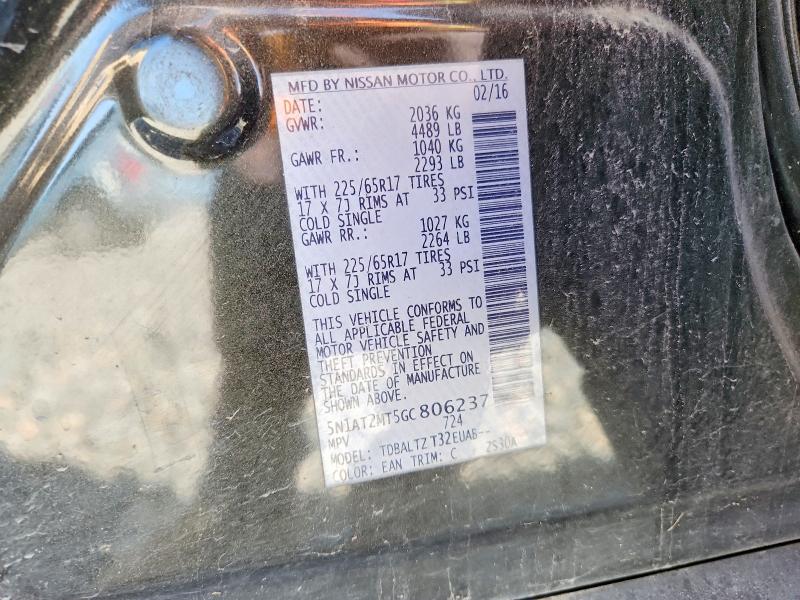 MFD BY NISSAN MOTOR CO., LTD.
DATE: 02/16
GVWR: 2036 KG
4489 LB
GAWR FR.: 1040 KG
2293 LB
WITH 225/65R17 TIRES
17 X 7J RIMS AT 33 PSI
COLD SINGLE
GAWR RR.: 1027 KG
2264 LB
WITH 225/65R17 TIRES
17 X 7J RIMS AT 33 PSI
COLD SINGLE
THIS VEHICLE CONFORMS TO
ALL APPLICABLE FEDERAL
MOTOR VEHICLE SAFETY AND
THEFT PREVENTION
STANDARDS IN EFFECT ON
THE DATE OF MANUFACTURE
SHOWN ABOVE.
5N1AT2MT5GC806237
MPV 724
MODEL: TDBALTZ T32EUA6--
COLOR: EAN TRIM: C 2S30A